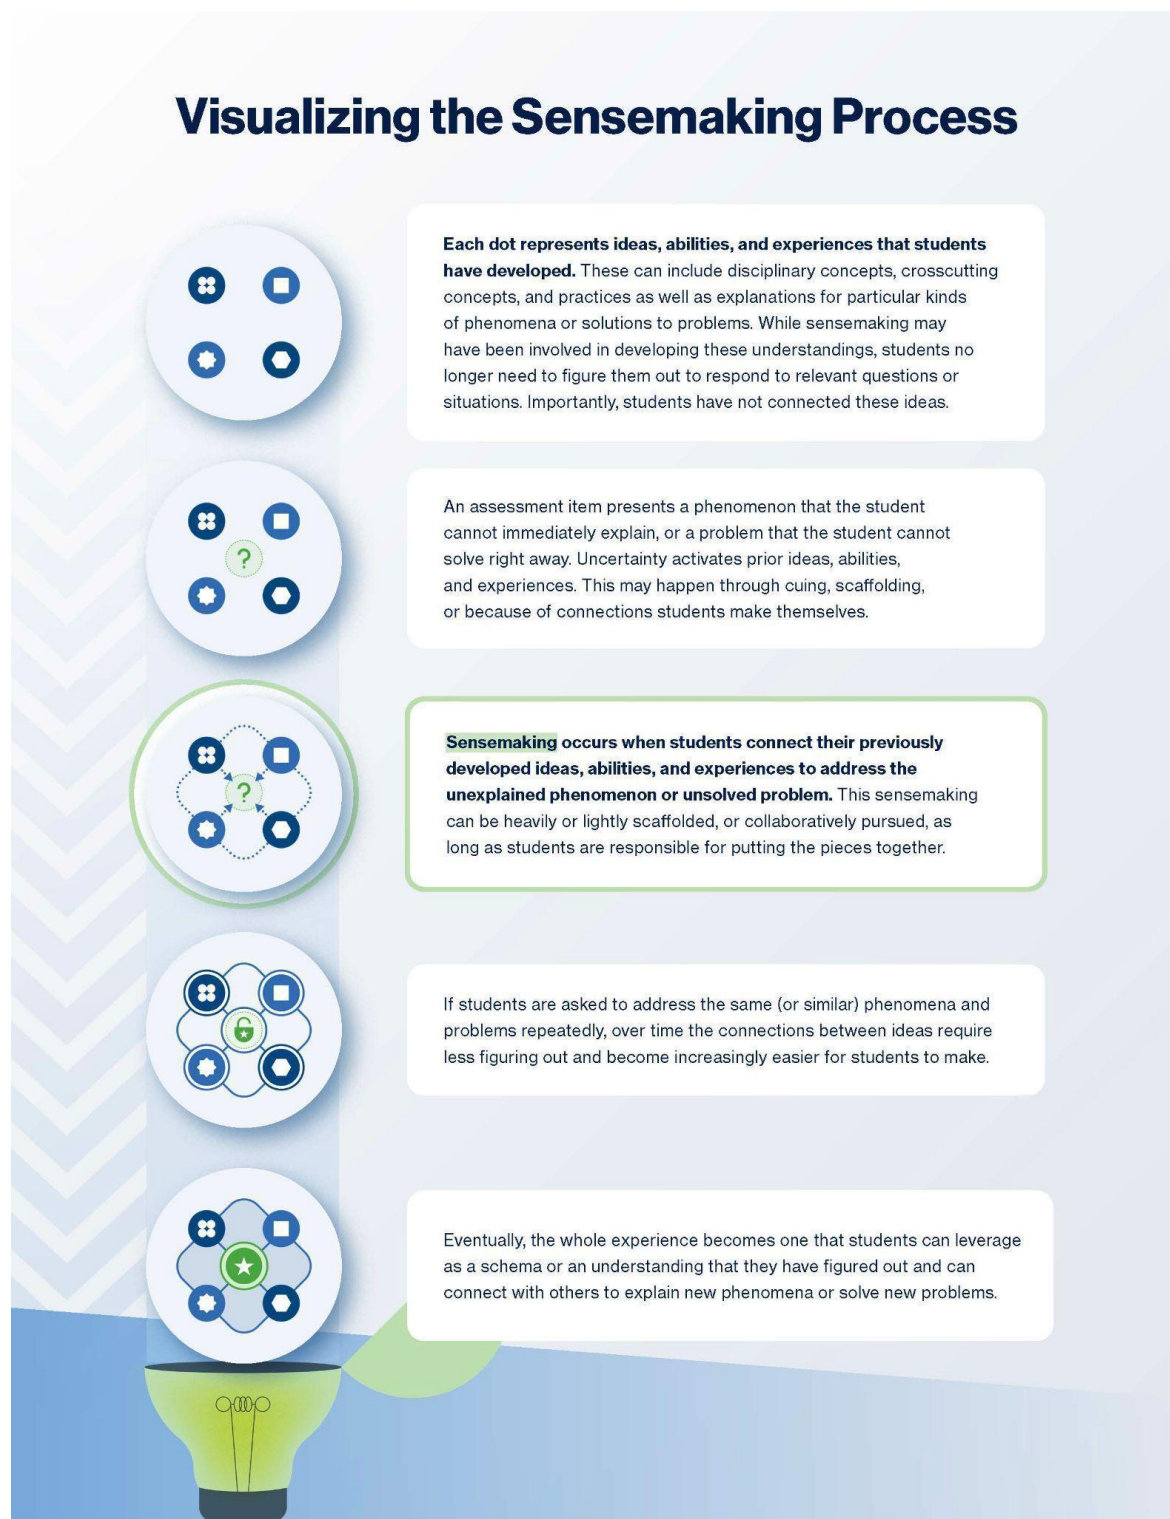 Visualizing the Sensemaking Process
Each dot represents ideas, abilities, and experiences that students
have developed. These can include disciplinary concepts, crosscutting
concepts, and practices as well as explanations for particular kinds
of phenomena or solutions to problems. While sensemaking may
have been involved in developing these understandings, students no
longer need to figure them out to respond to relevant questions or
situations. Importantly, students have not connected these ideas.
?
An assessment item presents a phenomenon that the student
cannot immediately explain, or a problem that the student cannot
solve right away. Uncertainty activates prior ideas, abilities,
and experiences. This may happen through cuing, scaffolding,
or because of connections students make themselves.
?
Sensemaking occurs when students connect their previously
developed ideas, abilities, and experiences to address the
unexplained phenomenon or unsolved problem. This sensemaking
can be heavily or lightly scaffolded, or collaboratively pursued, as
long as students are responsible for putting the pieces together.
If students are asked to address the same (or similar) phenomena and
problems repeatedly, over time the connections between ideas require
less figuring out and become increasingly easier for students to make.
Eventually, the whole experience becomes one that students can leverage
as a schema or an understanding that they have figured out and can
connect with others to explain new phenomena or solve new problems.